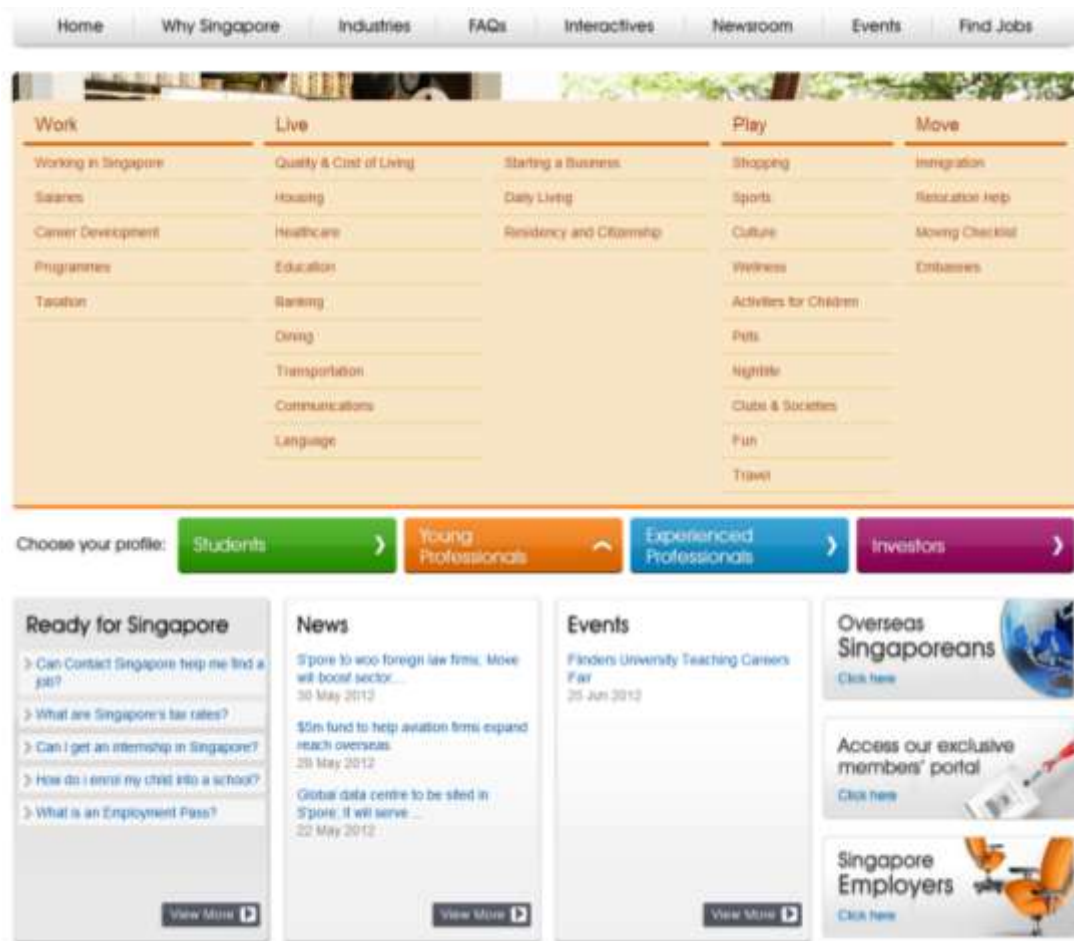 Home Why Singapore Industries FAQs Interactives Newsroom Events Find Jobs
Work
Working in Singapore
Salaries
Career Development
Programmes
Taxation
Live
Quality & Cost of Living
Housing
Healthcare
Education
Banking
Dining
Transportation
Communications
Language
Starting a Business
Daily Living
Residency and Citizenship
Play
Shopping
Sports
Culture
Wellness
Activities for Children
Pets
Nightlife
Clubs & Societies
Fun
Travel
Move
Immigration
Relocation Help
Moving Checklist
Embassies
Choose your profile:
Students
Young
Professionals
Experienced
Professionals
Investors
Ready for Singapore
Can Contact Singapore help me find a
job?
What are Singapore's tax rates?
Can I get an internship in Singapore?
How do I enrol my child into a school?
What is an Employment Pass?
View More
News
S'pore to woo foreign law firms; Move
will boost sector...
30 May 2012
$5m fund to help aviation firms expand
reach overseas
28 May 2012
Global data centre to be sited in
S'pore; It will serve ...
22 May 2012
View More
Events
Flinders University Teaching Careers
Fair
25 Jun 2012
View More
Overseas
Singaporeans
Click here
Access our exclusive
members' portal
Click here
Singapore
Employers
Click here